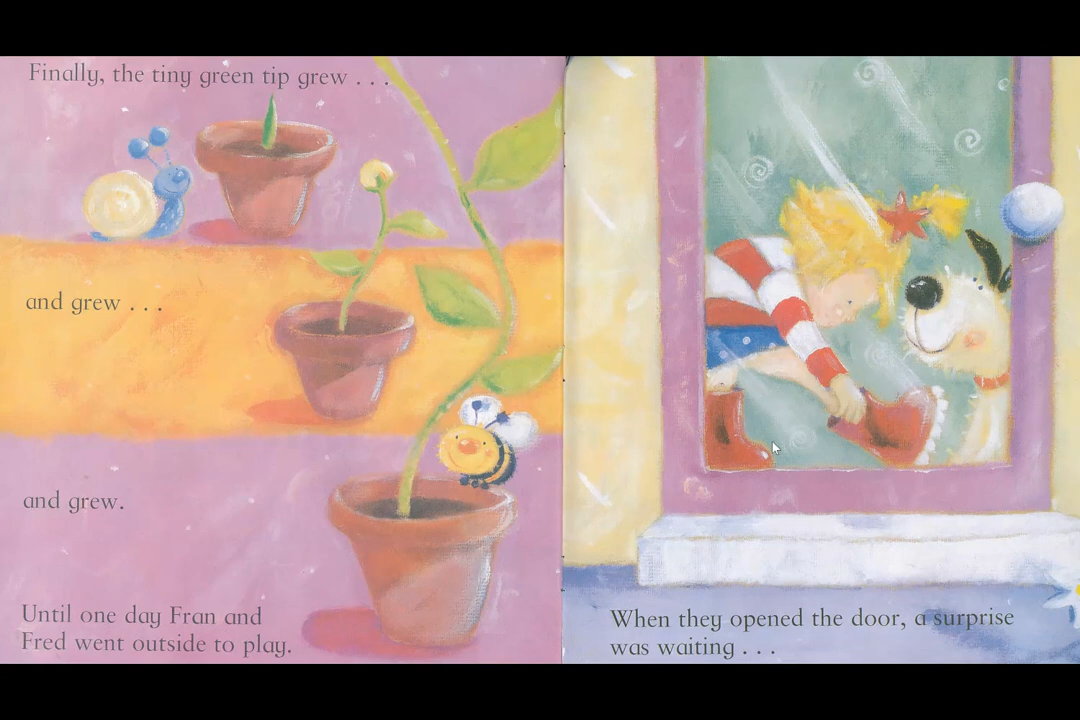 Finally, the tiny green tip grew . . .
and grew . . .
and grew.
Until one day Fran and
Fred went outside to play.
When they opened the door, a surprise
was waiting . . .